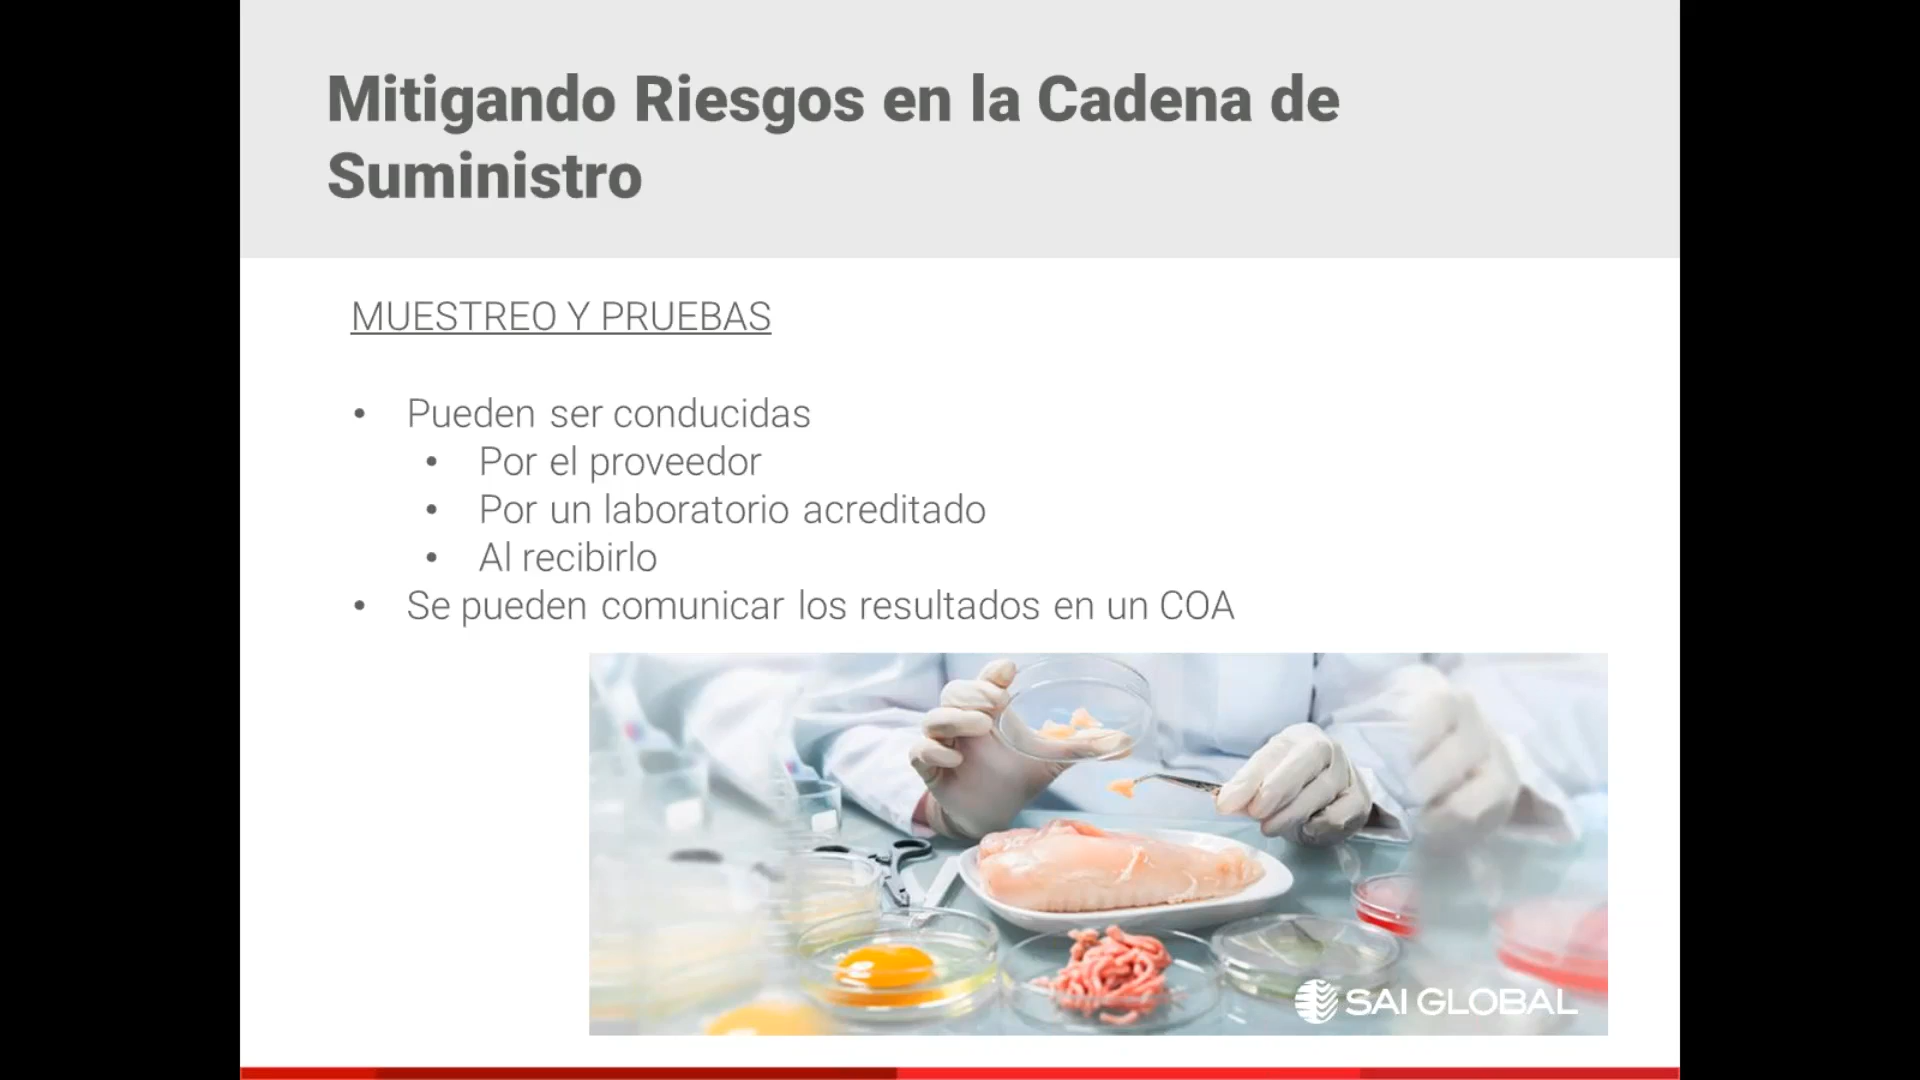 Mitigando Riesgos en la Cadena de
Suministro
MUESTREO Y PRUEBAS
• Pueden ser conducidas
• Por el proveedor
• Por un laboratorio acreditado
• Al recibirlo
• Se pueden comunicar los resultados en un COA
SAI GLOBAL